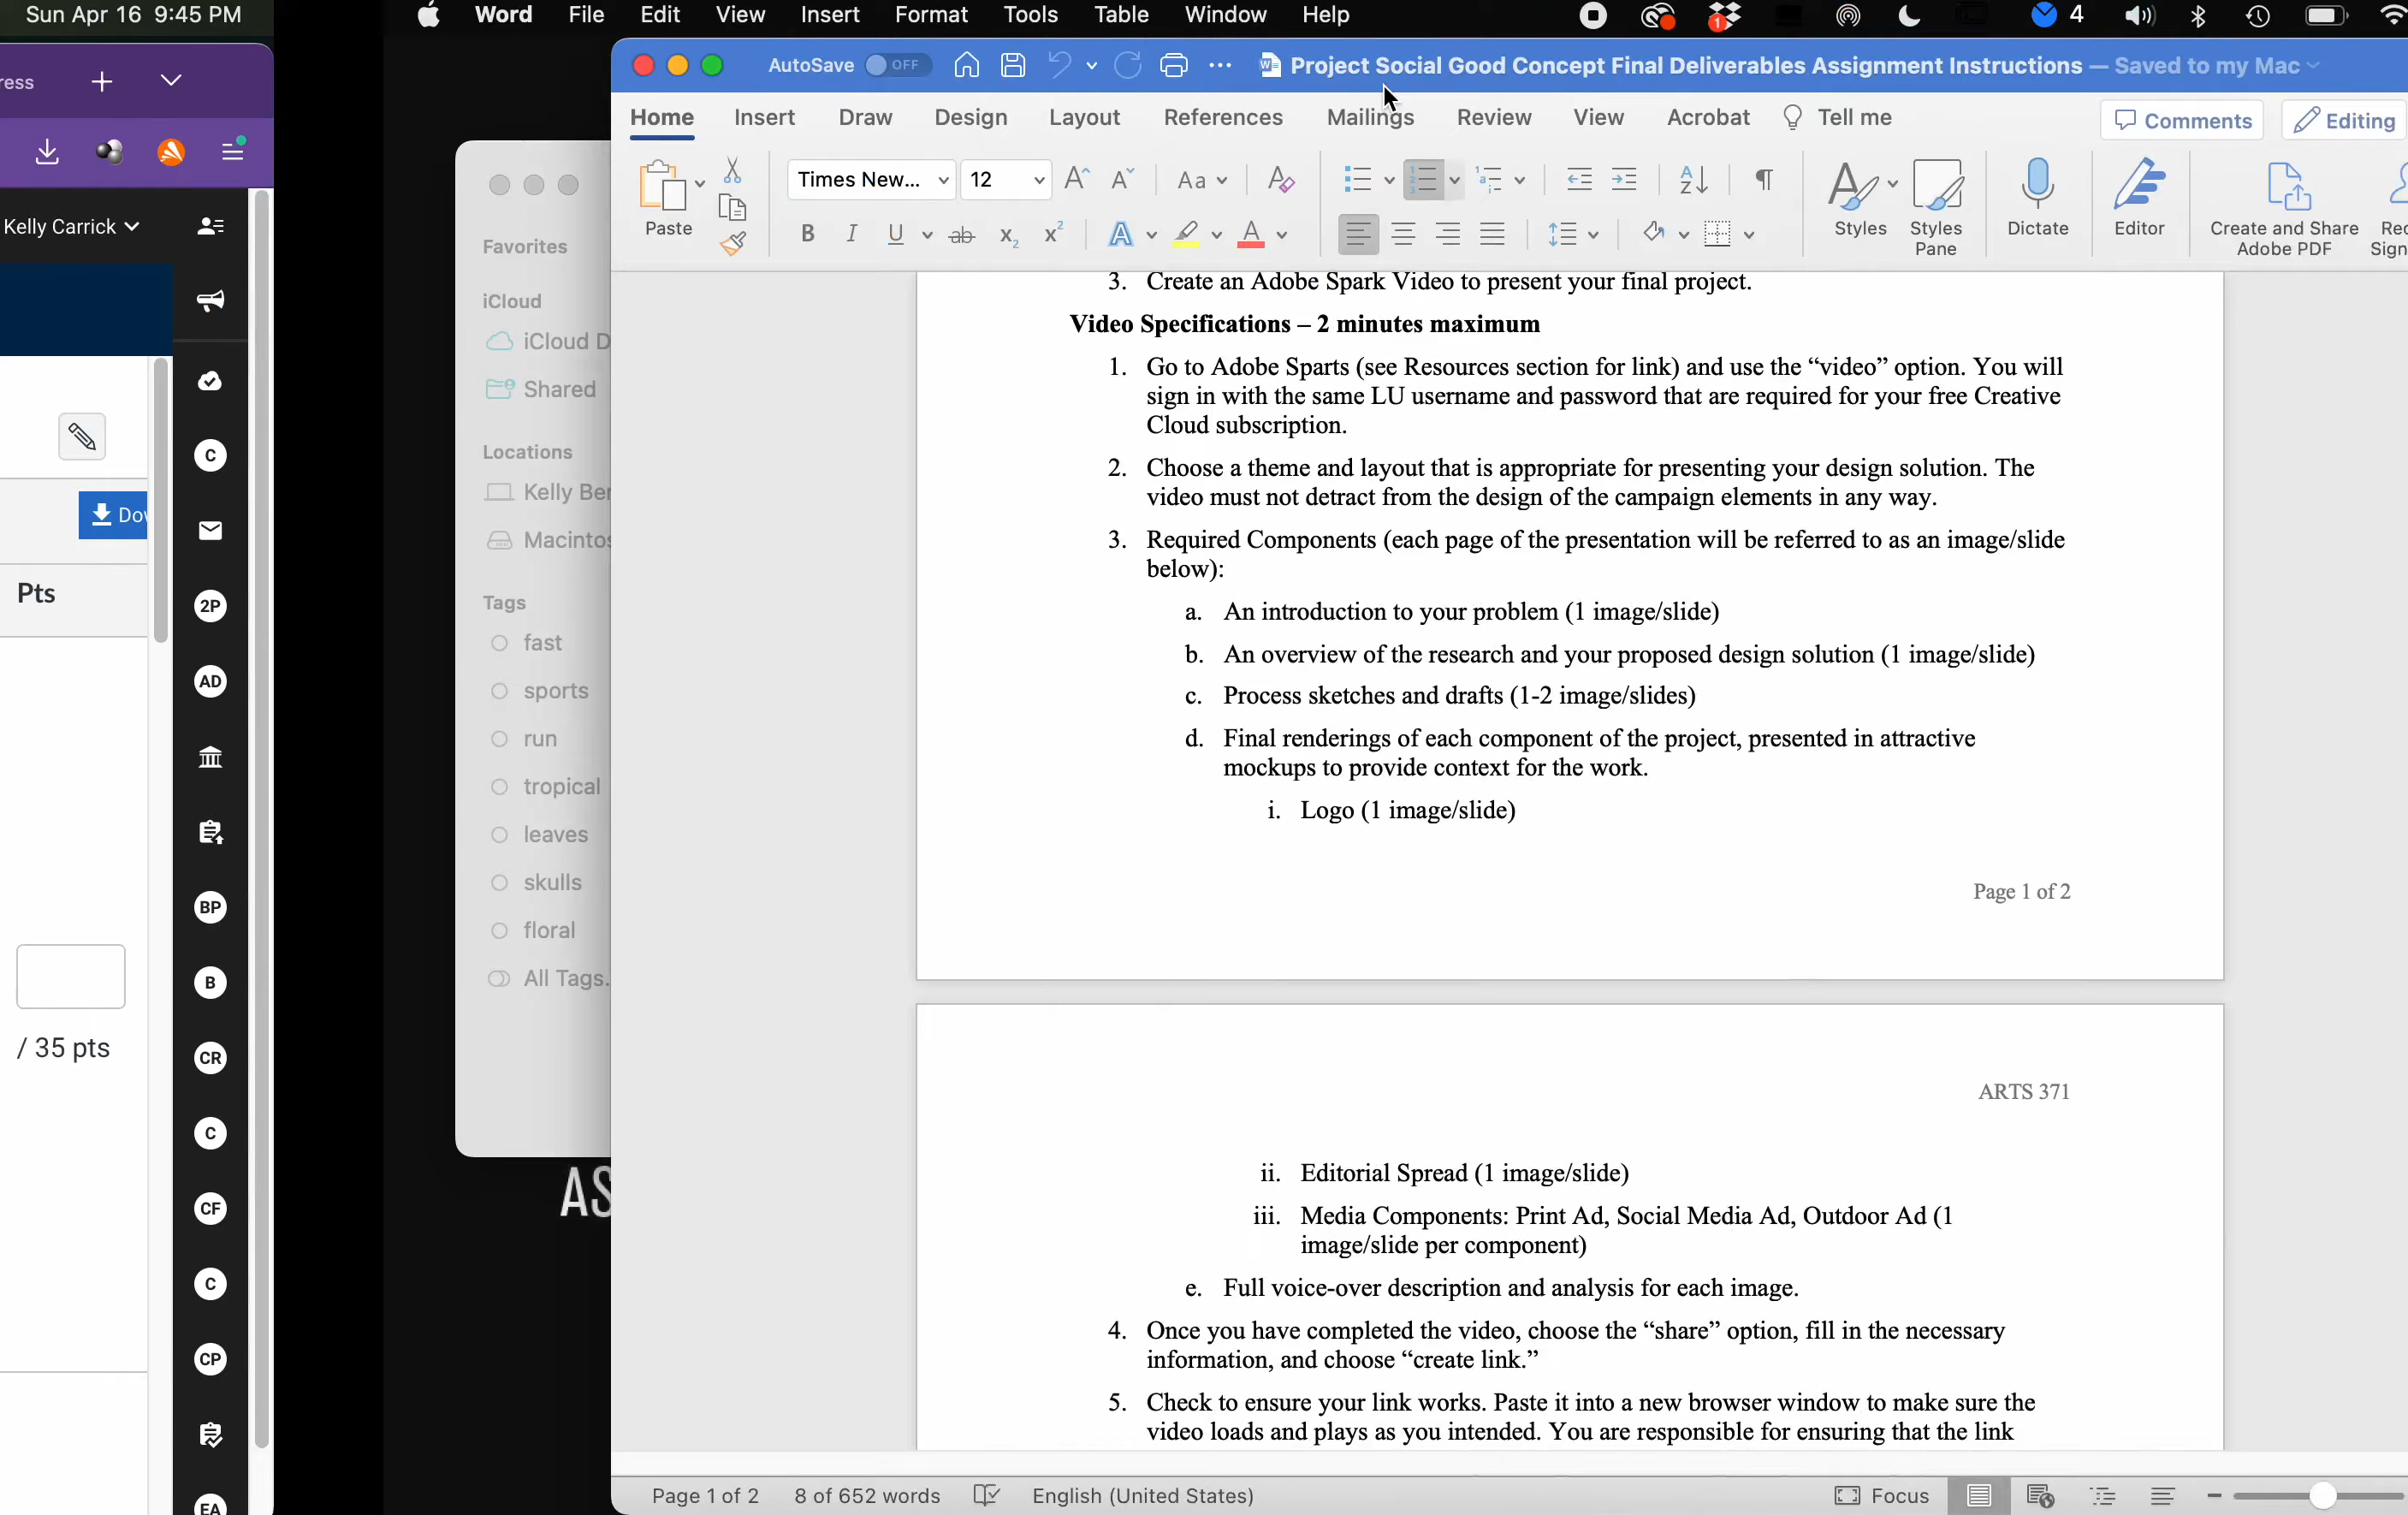 Sun Apr 16 9:45 PM
Word File Edit View Insert Format Tools Table Window Help
1
4
ress
AutoSave OFF
Project Social Good Concept Final Deliverables Assignment Instructions — Saved to my Mac
Home Insert Draw Design Layout References Mailings Review View Acrobat Tell me
Comments Editing
Paste
Times New... 12
Styles
Styles
Pane
Dictate
Editor
Create and Share
Adobe PDF
Kelly Carrick
Dov
Pts
/ 35 pts
C
2P
AD
BP
B
CR
C
CF
C
CP
EA
Favorites
iCloud
iCloud D
Shared
Locations
Kelly Ber
Macintos
Tags
fast
sports
run
tropical
leaves
skulls
floral
All Tags.
AS
3. Create an Adobe Spark Video to present your final project.
Video Specifications – 2 minutes maximum
1. Go to Adobe Sparts (see Resources section for link) and use the “video” option. You will
sign in with the same LU username and password that are required for your free Creative
Cloud subscription.
2. Choose a theme and layout that is appropriate for presenting your design solution. The
video must not detract from the design of the campaign elements in any way.
3. Required Components (each page of the presentation will be referred to as an image/slide
below):
a. An introduction to your problem (1 image/slide)
b. An overview of the research and your proposed design solution (1 image/slide)
c. Process sketches and drafts (1-2 image/slides)
d. Final renderings of each component of the project, presented in attractive
mockups to provide context for the work.
i. Logo (1 image/slide)
Page 1 of 2
ARTS 371
ii. Editorial Spread (1 image/slide)
iii. Media Components: Print Ad, Social Media Ad, Outdoor Ad (1
image/slide per component)
e. Full voice-over description and analysis for each image.
4. Once you have completed the video, choose the “share” option, fill in the necessary
information, and choose “create link.”
5. Check to ensure your link works. Paste it into a new browser window to make sure the
video loads and plays as you intended. You are responsible for ensuring that the link
Page 1 of 2 8 of 652 words English (United States)
Focus